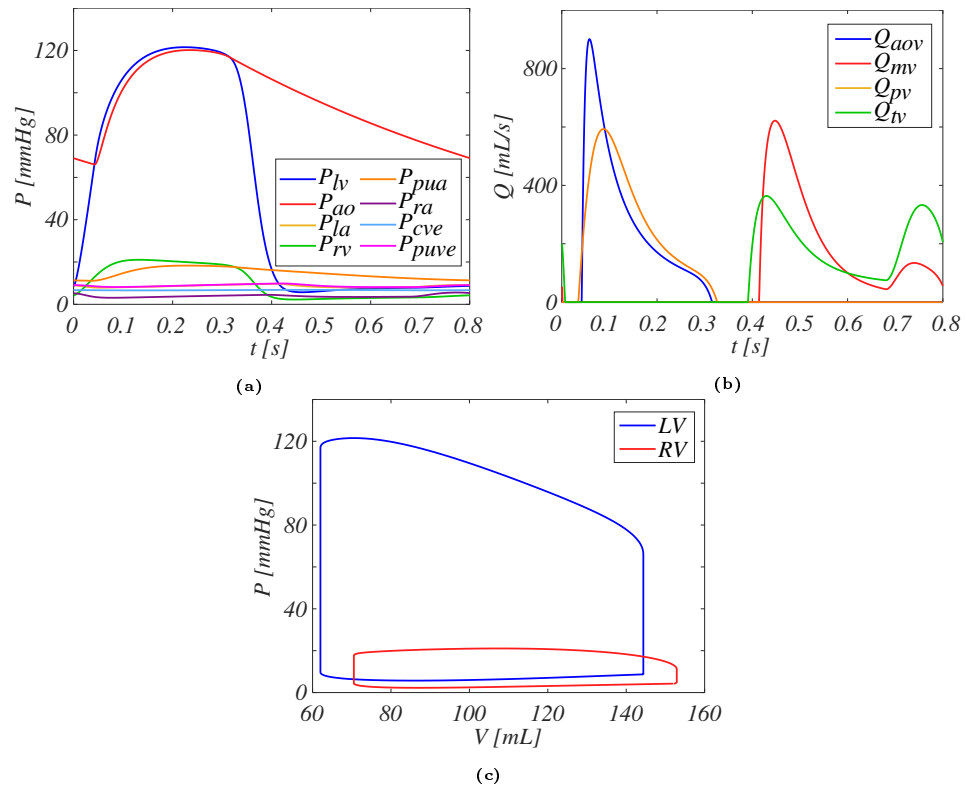 P [mmHg]
120
80
40
0
P_lv
P_ao
P_la
P_rv
P_pua
P_ra
P_cve
P_puve
0 0.1 0.2 0.3 0.4 0.5 0.6 0.7 0.8
t [s]
(a)
Q [mL/s]
800
400
0
Q_aov
Q_mv
Q_pv
Q_tv
0 0.1 0.2 0.3 0.4 0.5 0.6 0.7 0.8
t [s]
(b)
P [mmHg]
120
80
40
0
LV
RV
60 80 100 120 140 160
V [mL]
(c)